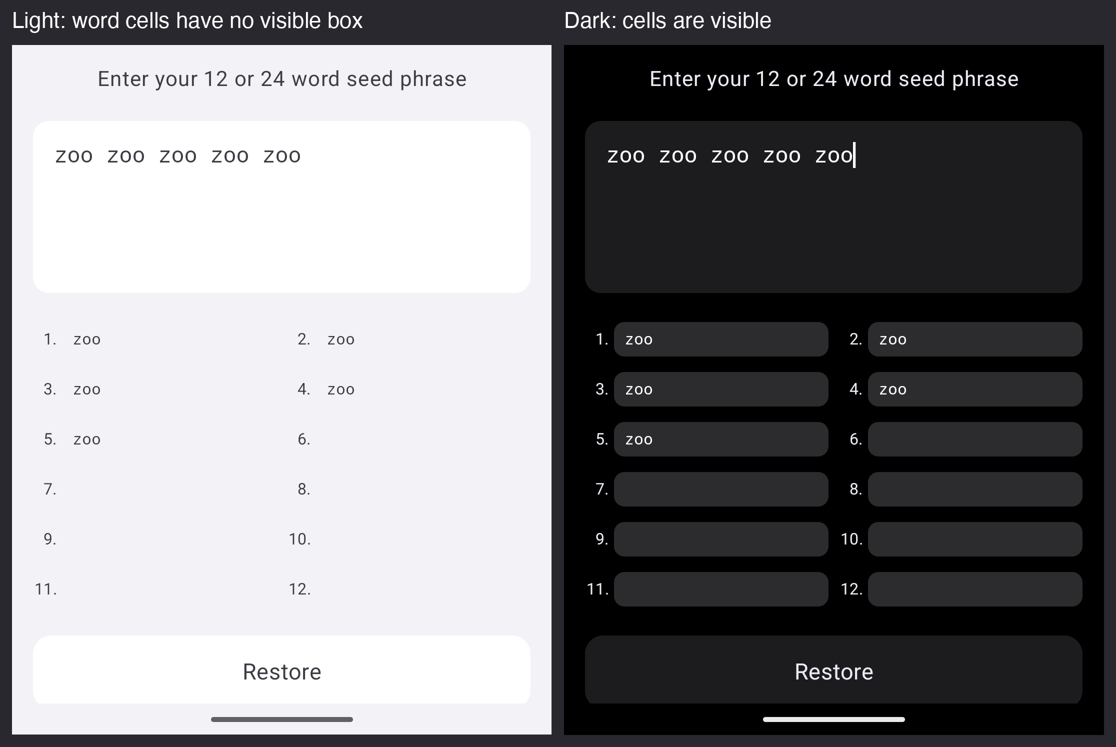 Light: word cells have no visible box
Enter your 12 or 24 word seed phrase
zoo zoo zoo zoo zoo
1. zoo 2. zoo
3. zoo 4. zoo
5. zoo 6.
7. 8.
9. 10.
11. 12.
Restore
Dark: cells are visible
Enter your 12 or 24 word seed phrase
zoo zoo zoo zoo zoo
1. zoo 2. zoo
3. zoo 4. zoo
5. zoo 6.
7. 8.
9. 10.
11. 12.
Restore